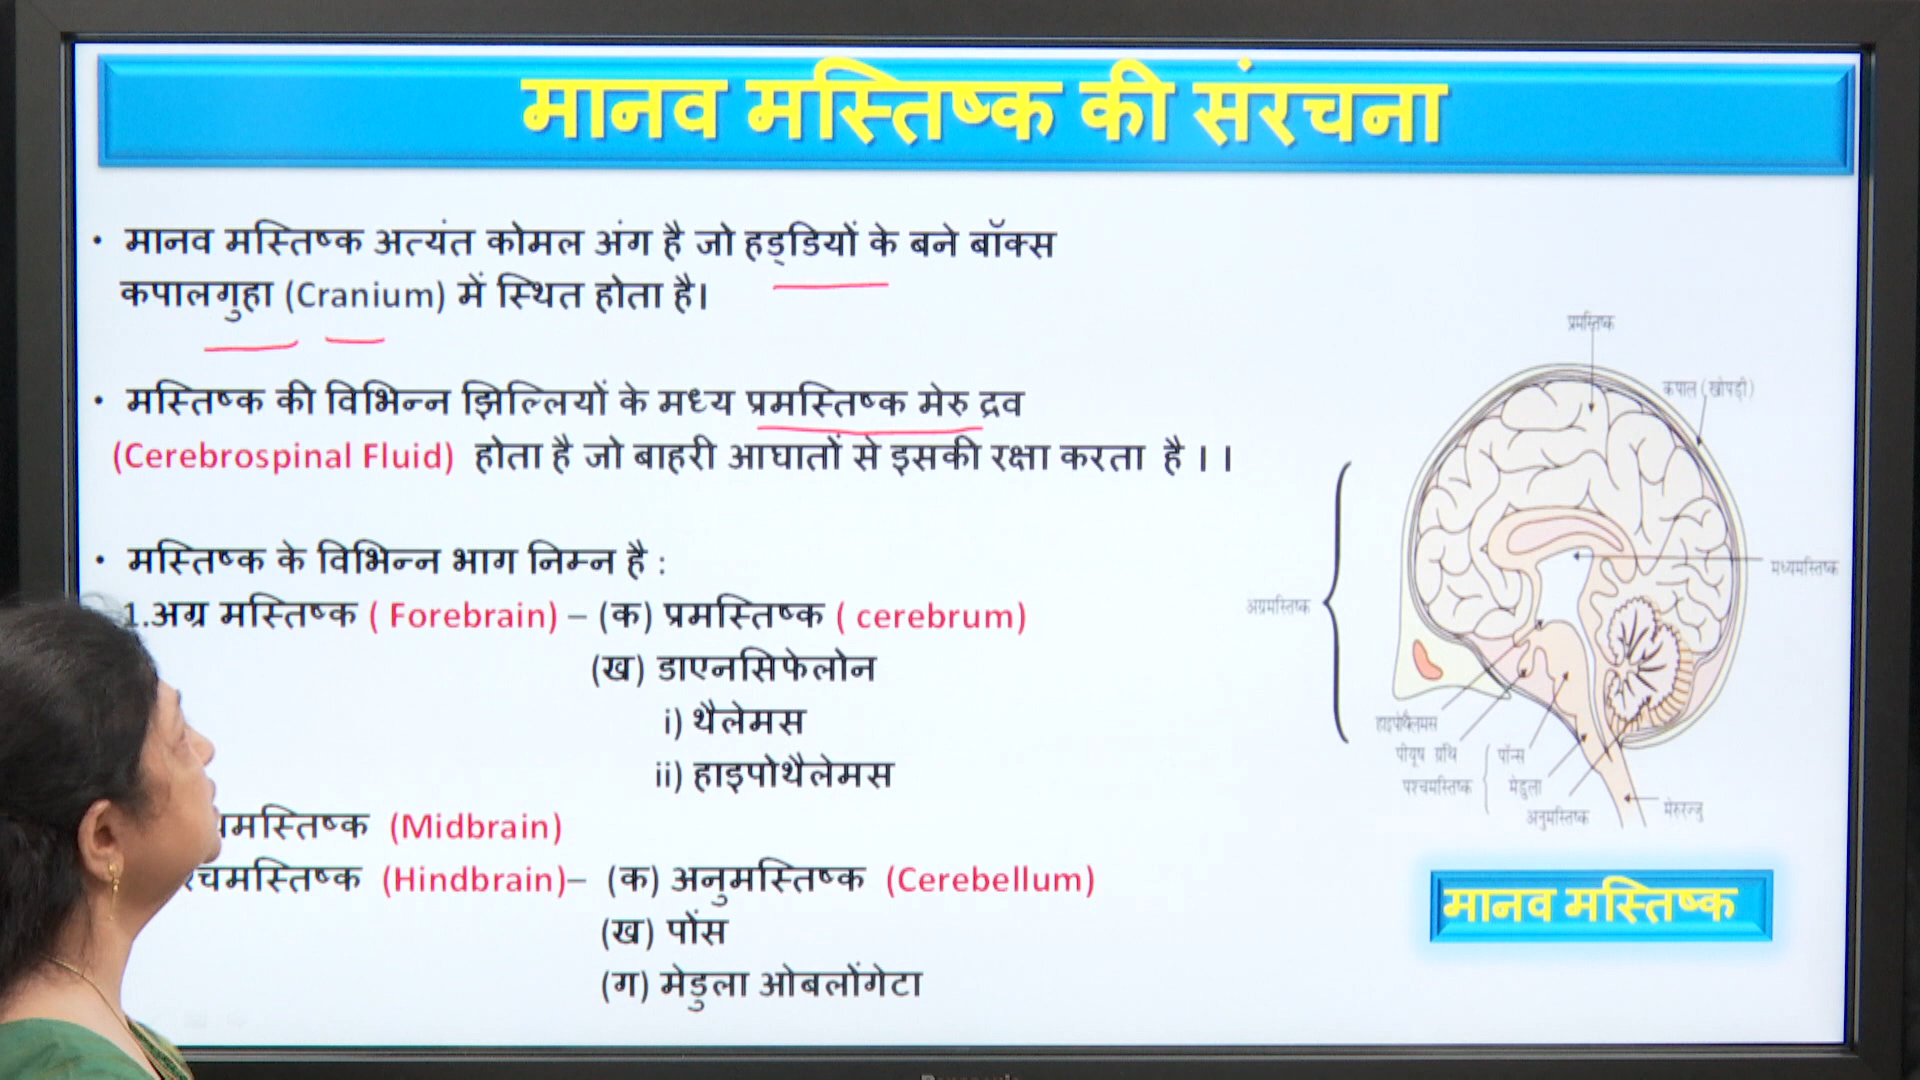 मानव मस्तिष्क की संरचना
• मानव मस्तिष्क अत्यंत कोमल अंग है जो हड्डियों के बने बॉक्स
कपालगुहा (Cranium) में स्थित होता है।
• मस्तिष्क की विभिन्न झिल्लियों के मध्य प्रमस्तिष्क मेरु द्रव
(Cerebrospinal Fluid) होता है जो बाहरी आघातों से इसकी रक्षा करता है ।।
• मस्तिष्क के विभिन्न भाग निम्न है :
1.अग्र मस्तिष्क ( Forebrain) – (क) प्रमस्तिष्क ( cerebrum)
(ख) डाएनसिफेलोन
i) थैलेमस
ii) हाइपोथैलेमस
यमस्तिष्क (Midbrain)
श्चमस्तिष्क (Hindbrain)– (क) अनुमस्तिष्क (Cerebellum)
(ख) पोंस
(ग) मेडुला ओबलोंगेटा
प्रमस्तिष्क
कपाल (खोपड़ी)
मध्यमस्तिष्क
अग्रमस्तिष्क
हाइपोथैलमस
पीयूष ग्रंथि
पॉन्स
पश्चमस्तिष्क
मेडुला
अनुमस्तिष्क
मेरुरज्जु
मानव मस्तिष्क